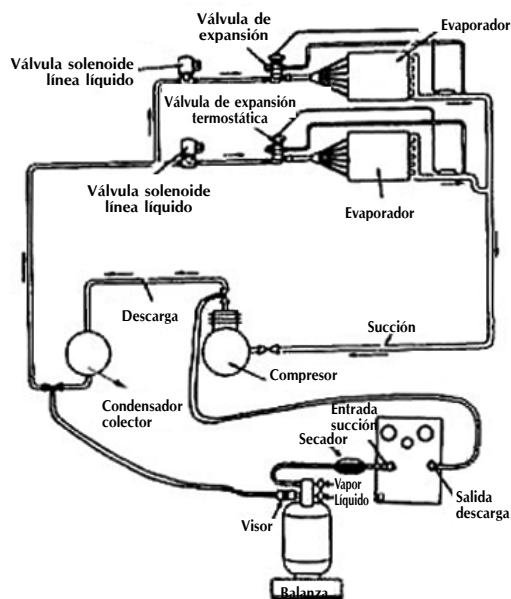 Válvula de
expansión
Evaporador
Válvula solenoide
línea líquido
Válvula de expansión
termostática
Válvula solenoide
línea líquido
Evaporador
Descarga
Succión
Compresor
Condensador
colector
Entrada
succión
Secador
Vapor
Líquido
Salida
descarga
Visor
Balanza